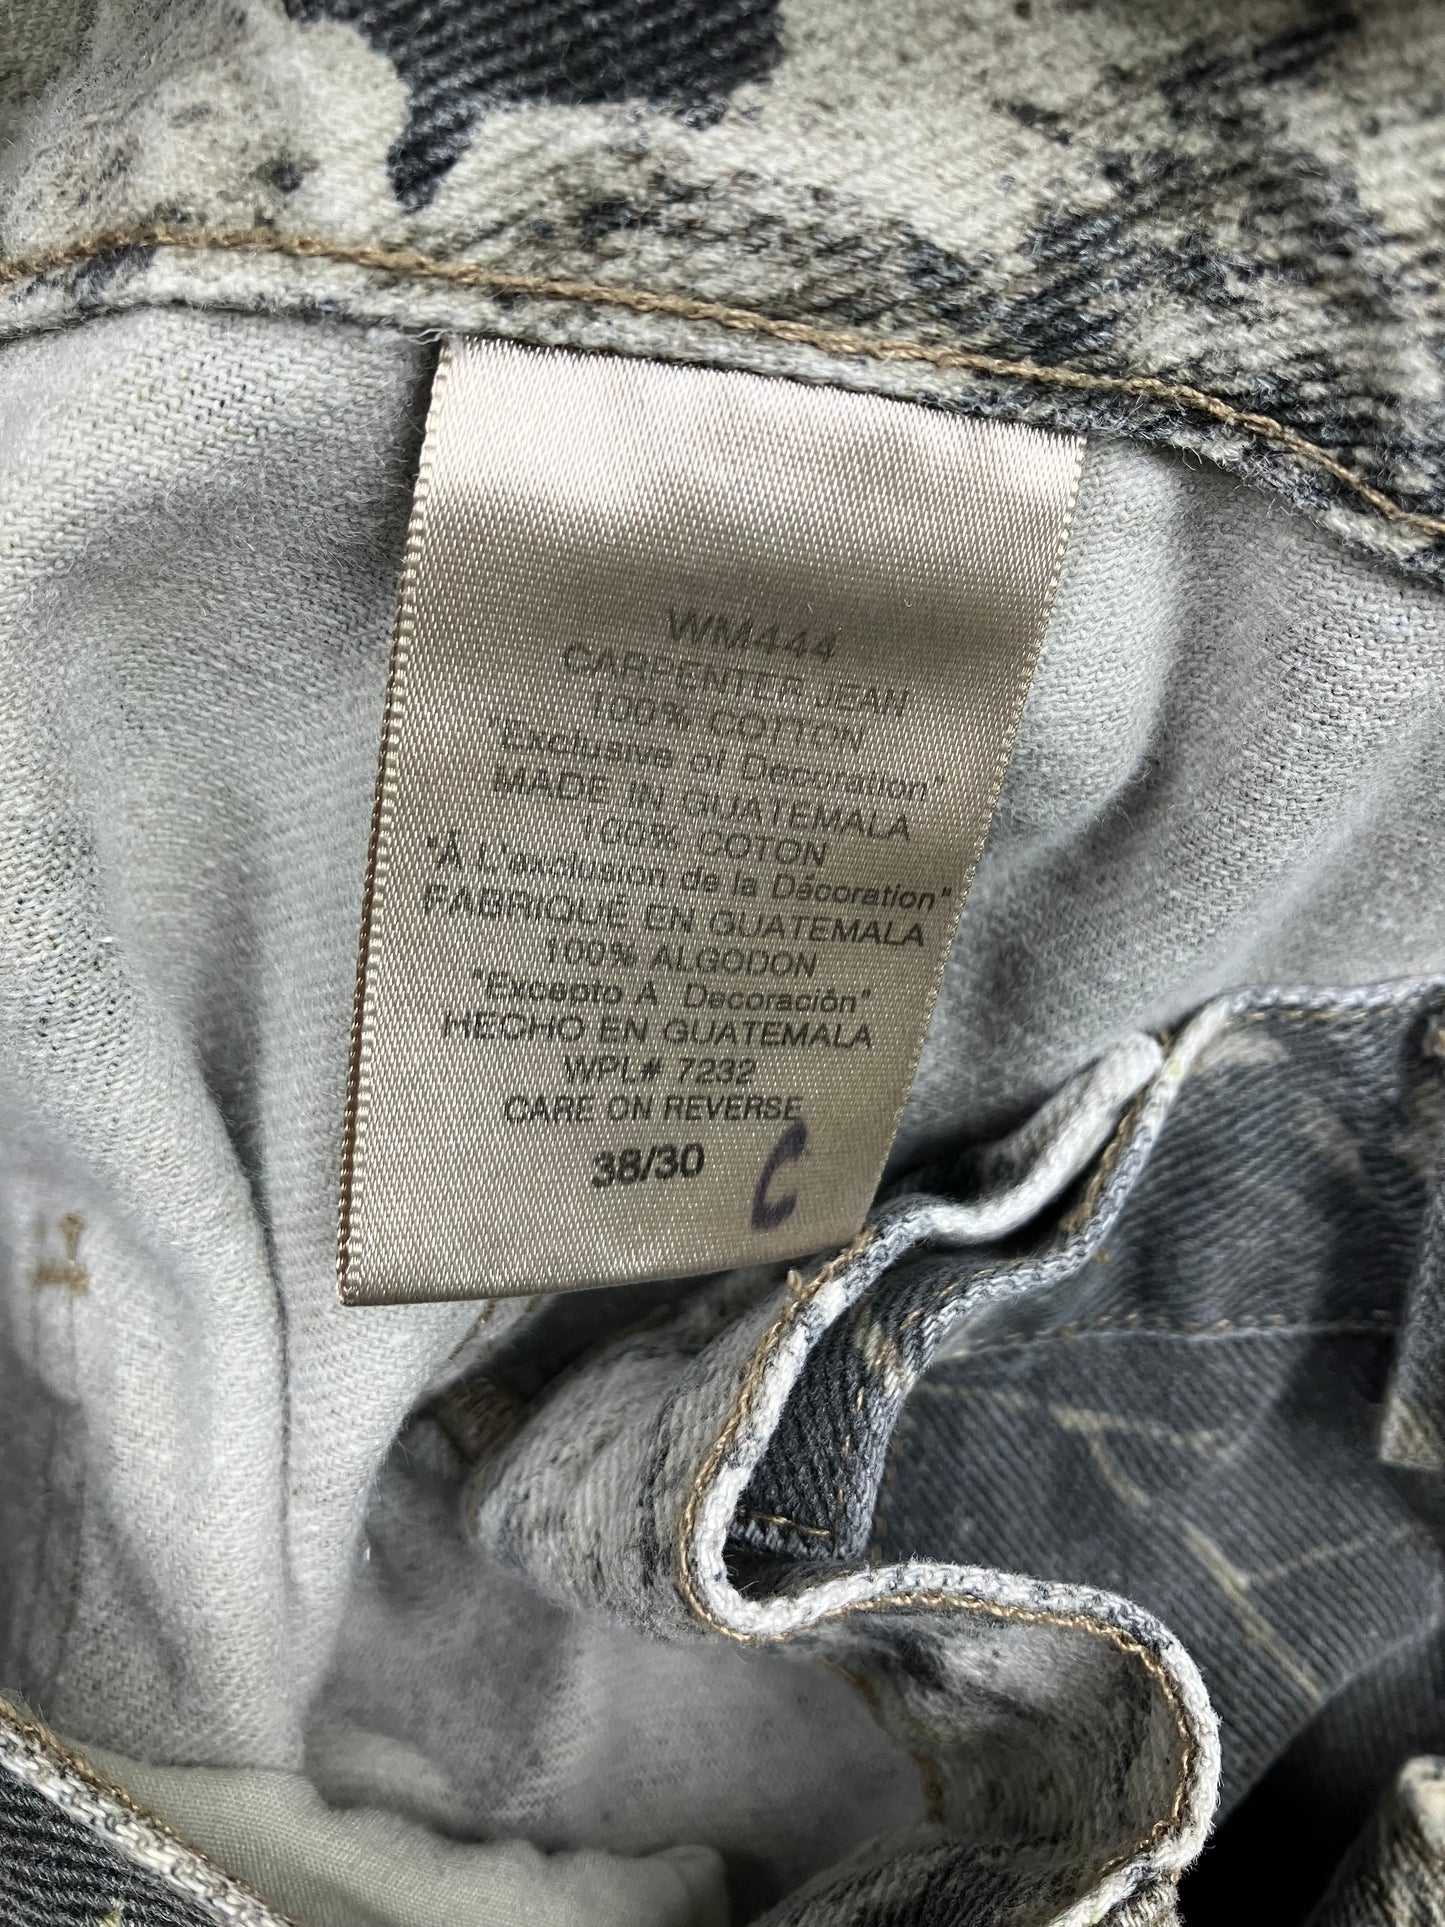 WM444
CARPENTER JEAN
100% COTTON
"Exclusive of Decoration"
MADE IN GUATEMALA
100% COTON
"À L'exclusion de la Décoration"
FABRIQUÉ EN GUATEMALA
100% ALGODON
"Excepto A Decoración"
HECHO EN GUATEMALA
WPL# 7232
CARE ON REVERSE
38/30